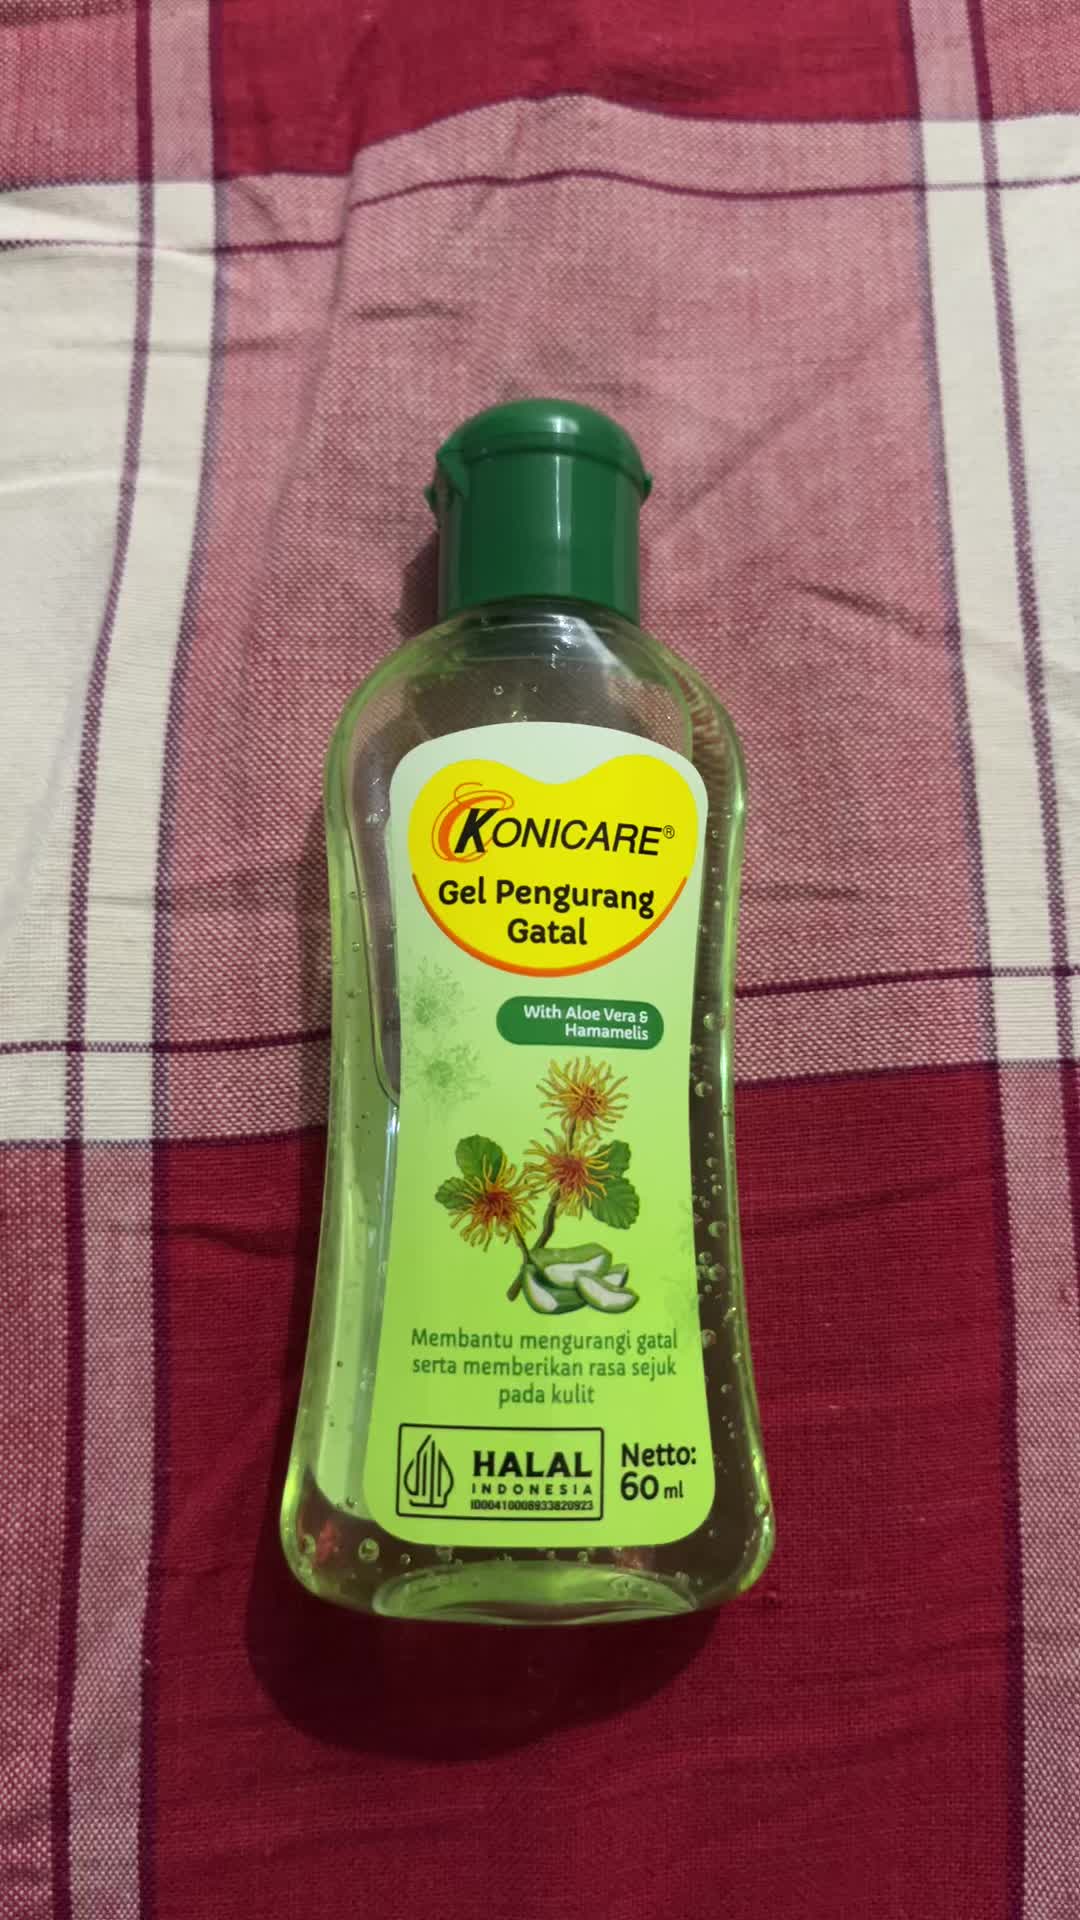 KONICARE®
Gel Pengurang
Gatal
With Aloe Vera &
Hamamelis
Membantu mengurangi gatal
serta memberikan rasa sejuk
pada kulit
HALAL
INDONESIA
ID00410008933820923
Netto:
60 ml